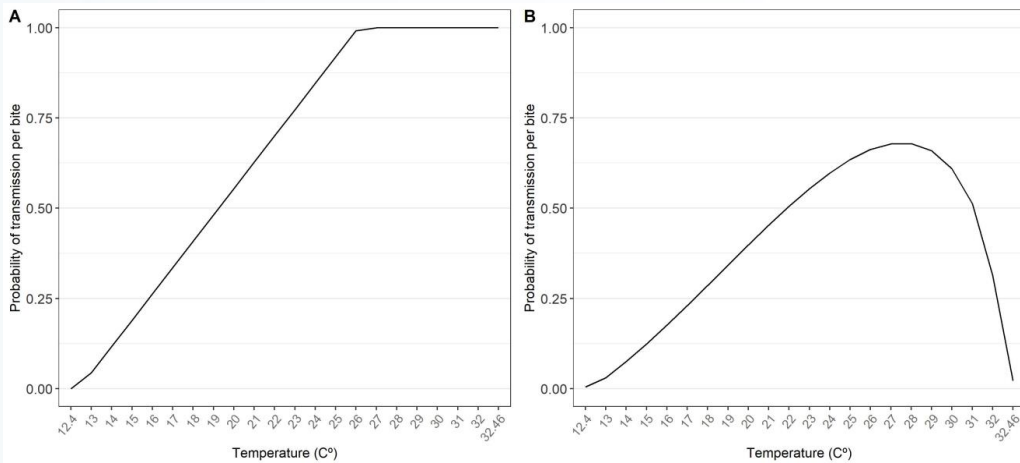 A
Probability of transmission per bite
1.00
0.75
0.50
0.25
0.00
12.4 13 14 15 16 17 18 19 20 21 22 23 24 25 26 27 28 29 30 31 32 32.46
Temperature (Cº)
B
Probability of transmission per bite
1.00
0.75
0.50
0.25
0.00
12.4 13 14 15 16 17 18 19 20 21 22 23 24 25 26 27 28 29 30 31 32 32.46
Temperature (Cº)